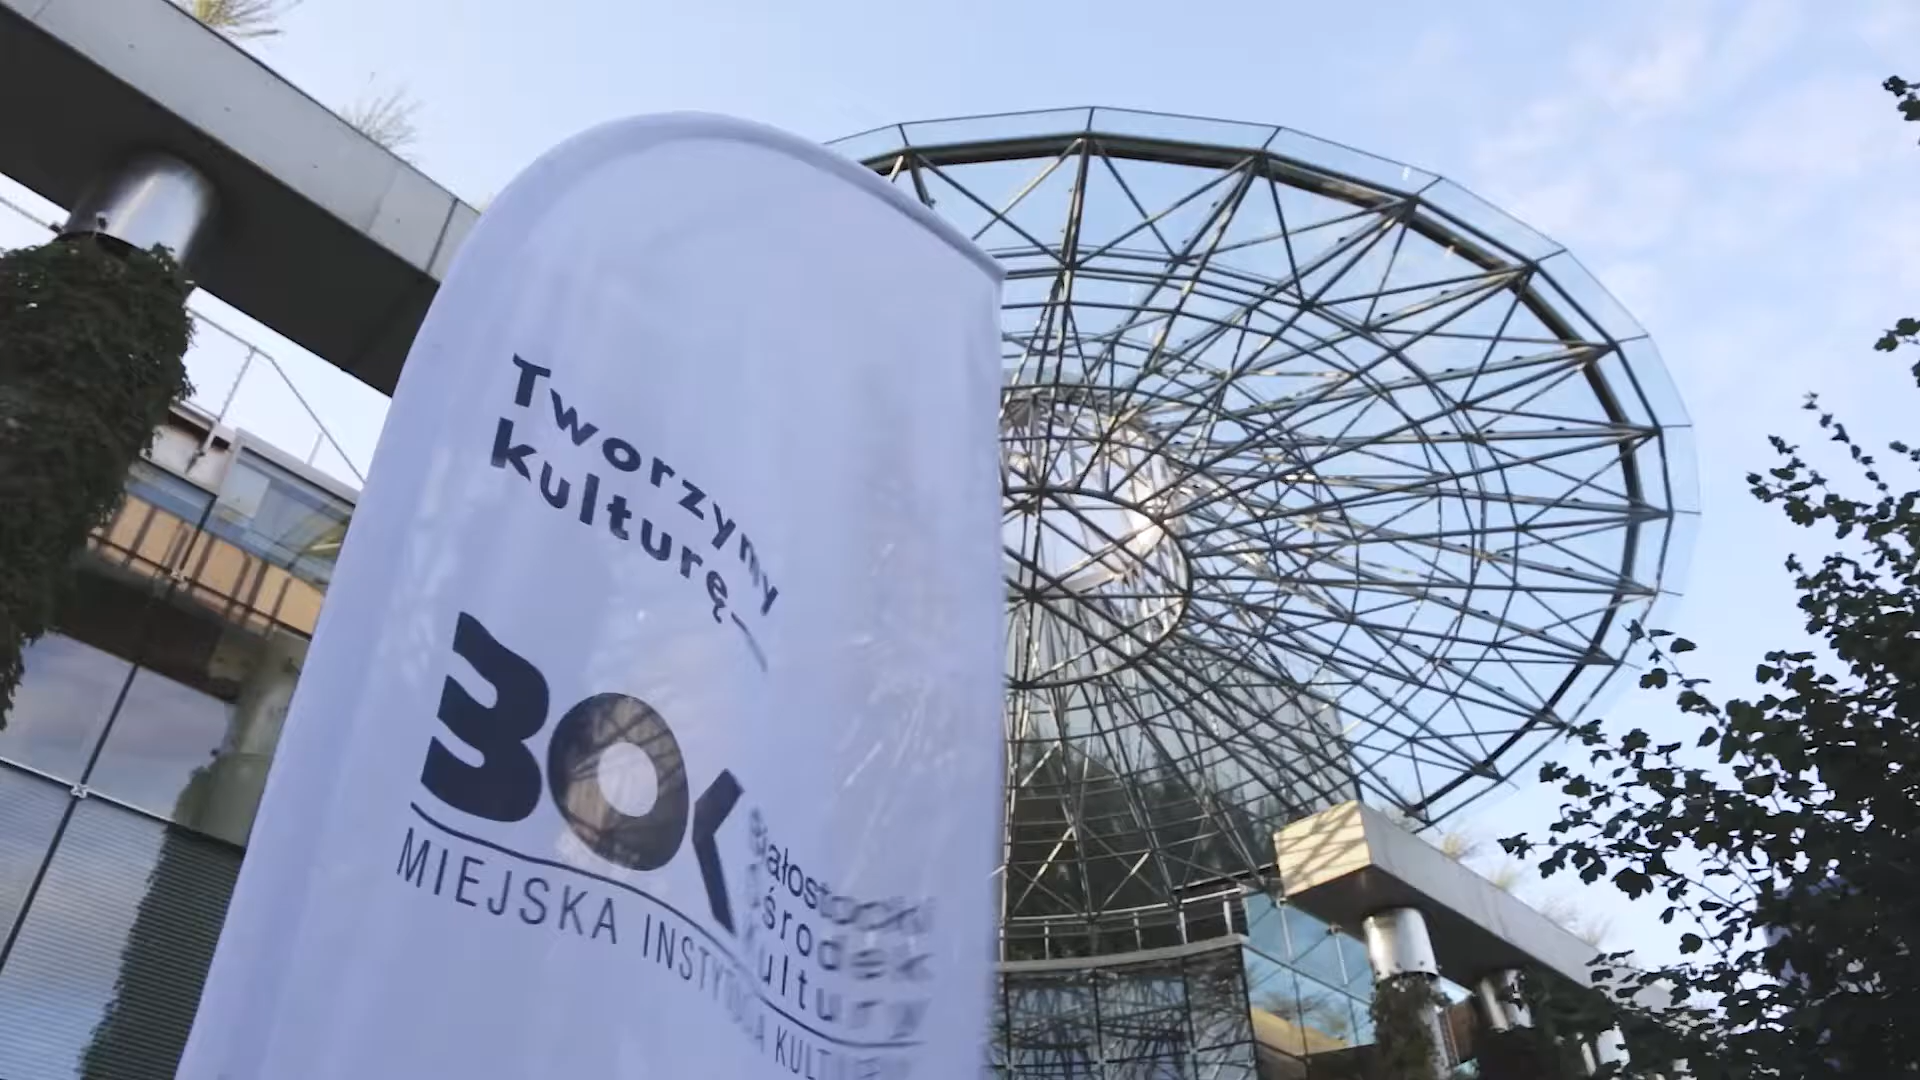 Tworzymy
kulturę
BOK
białostocki
ośrodek
kultury
MIEJSKA INSTYTUCJA KULTURY